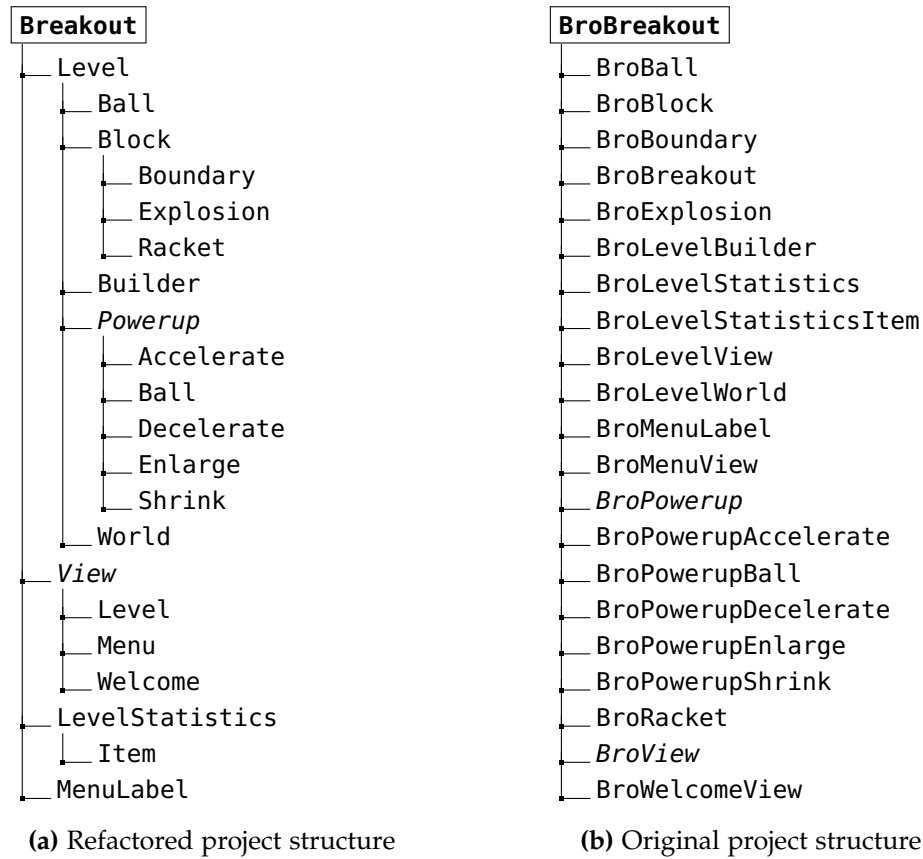 Breakout
Level
Ball
Block
Boundary
Explosion
Racket
Builder
Powerup
Accelerate
Ball
Decelerate
Enlarge
Shrink
World
View
Level
Menu
Welcome
LevelStatistics
Item
MenuLabel
(a) Refactored project structure
BroBreakout
BroBall
BroBlock
BroBoundary
BroBreakout
BroExplosion
BroLevelBuilder
BroLevelStatistics
BroLevelStatisticsItem
BroLevelView
BroLevelWorld
BroMenuLabel
BroMenuView
BroPowerup
BroPowerupAccelerate
BroPowerupBall
BroPowerupDecelerate
BroPowerupEnlarge
BroPowerupShrink
BroRacket
BroView
BroWelcomeView
(b) Original project structure